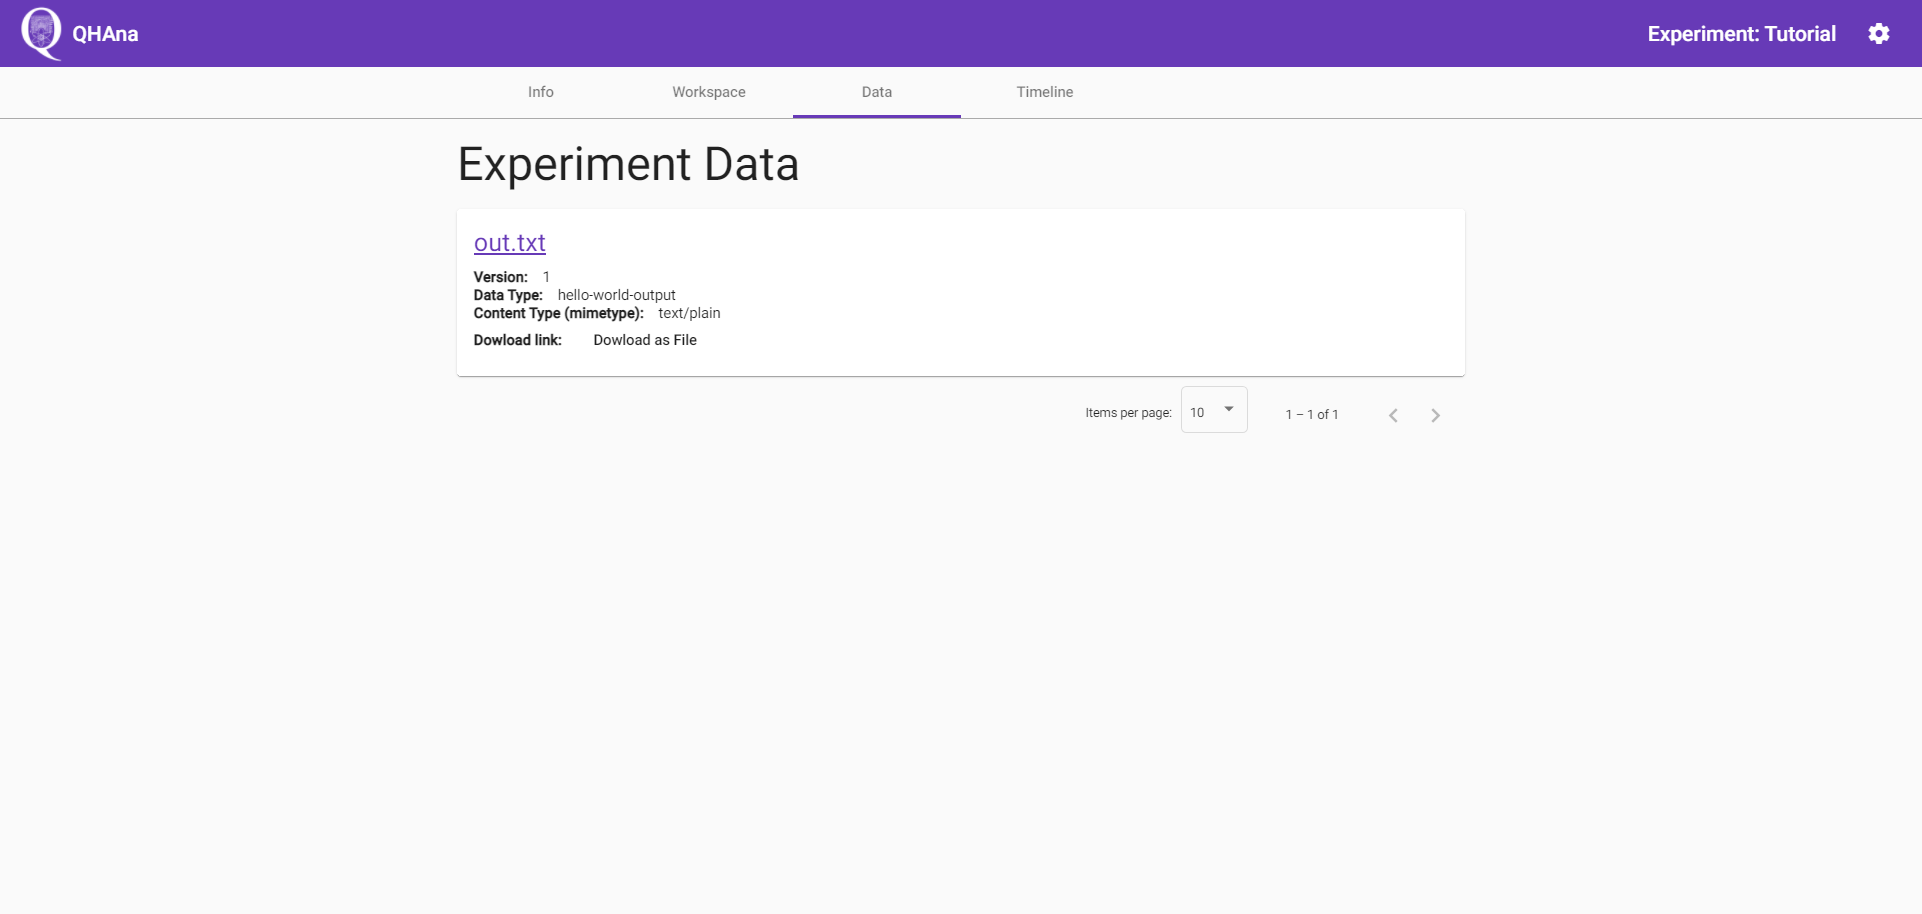 QHAna
Experiment: Tutorial
Info
Workspace
Data
Timeline
Experiment Data
out.txt
Version: 1
Data Type: hello-world-output
Content Type (mimetype): text/plain
Dowload link: Dowload as File
Items per page: 10
1 – 1 of 1